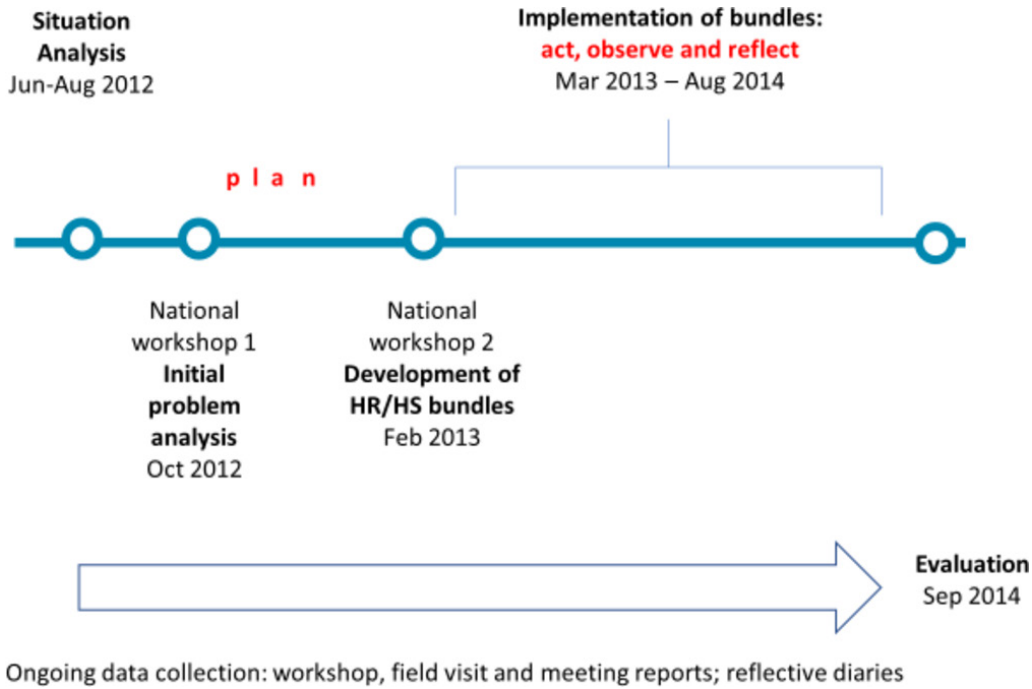 Situation
Analysis
Jun-Aug 2012
Implementation of bundles:
act, observe and reflect
Mar 2013 – Aug 2014
p l a n
National
workshop 1
Initial
problem
analysis
Oct 2012
National
workshop 2
Development of
HR/HS bundles
Feb 2013
Evaluation
Sep 2014
Ongoing data collection: workshop, field visit and meeting reports; reflective diaries